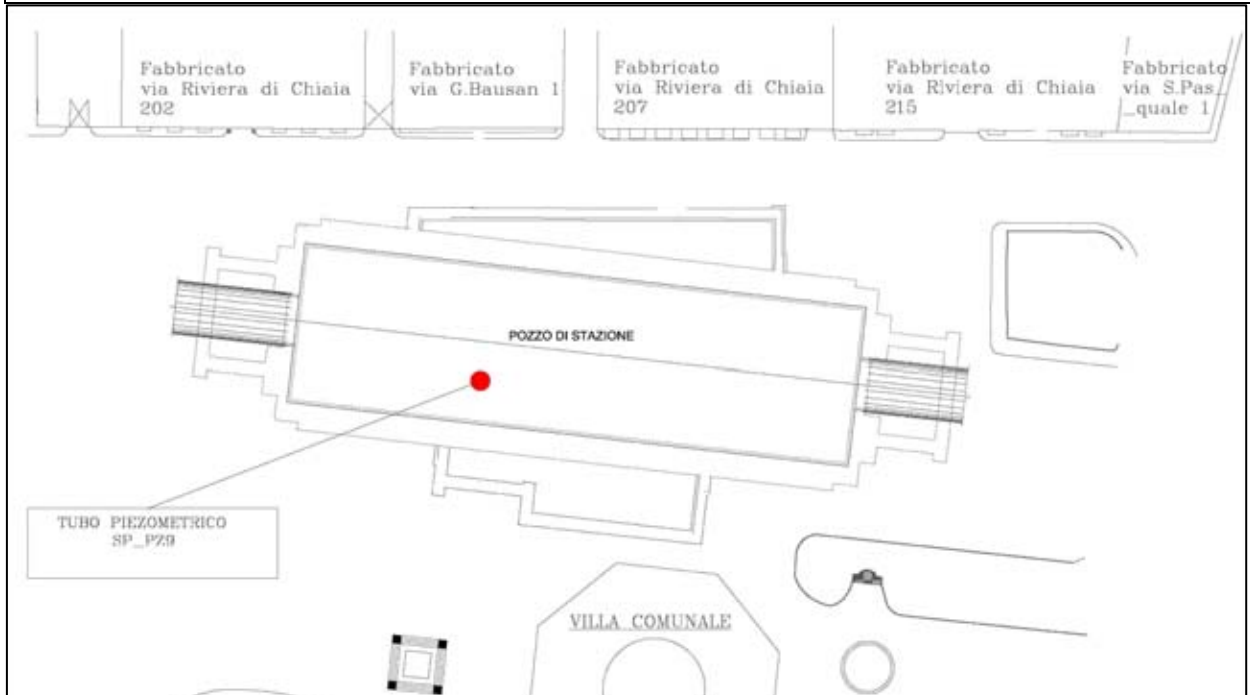 Fabbricato
via Riviera di Chiaia
202
Fabbricato
via G.Bausan 1
Fabbricato
via Riviera di Chiaia
207
Fabbricato
via Riviera di Chiaia
215
Fabbricato
via S.Pas_
_quale 1
POZZO DI STAZIONE
TUBO PIEZOMETRICO
SP_PZ9
VILLA COMUNALE